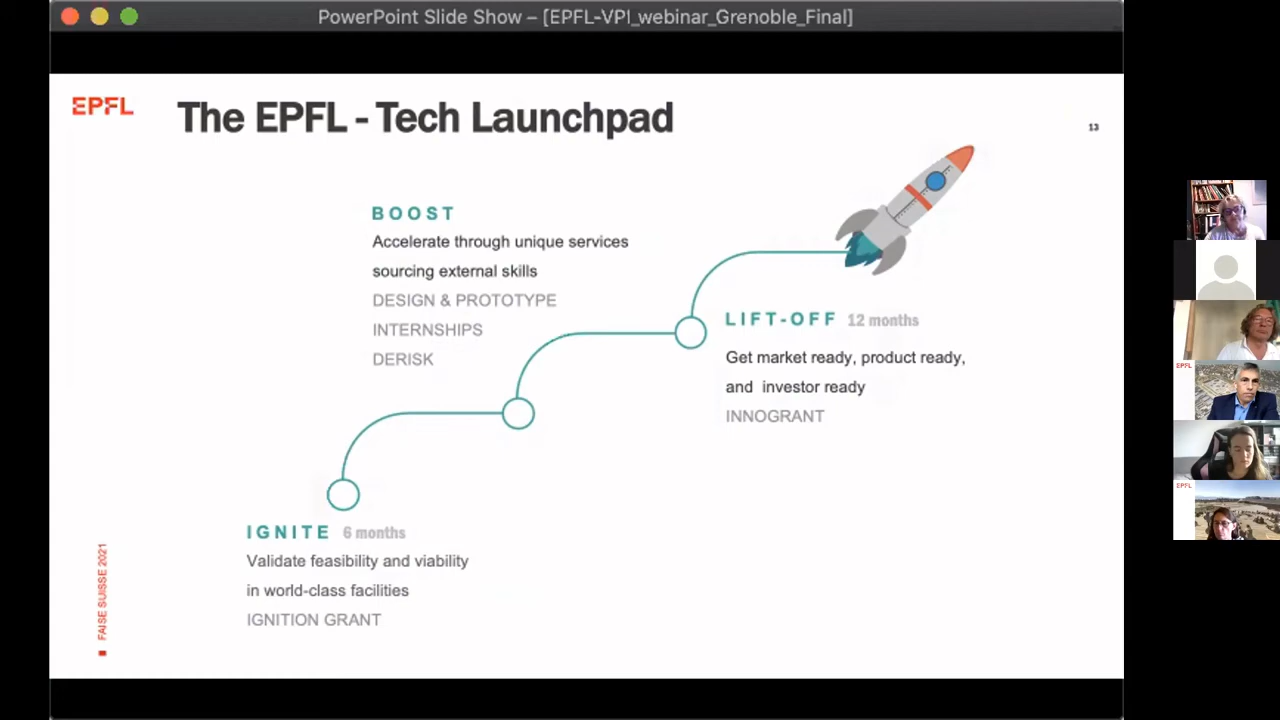 PowerPoint Slide Show – [EPFL-VPI_webinar_Grenoble_Final]
EPFL
The EPFL - Tech Launchpad
13
BOOST
Accelerate through unique services
sourcing external skills
DESIGN & PROTOTYPE
INTERNSHIPS
DERISK
LIFT-OFF 12 months
Get market ready, product ready,
and investor ready
INNOGRANT
IGNITE 6 months
Validate feasibility and viability
in world-class facilities
IGNITION GRANT
FAISE SUISSE 2021
EPFL
EPFL